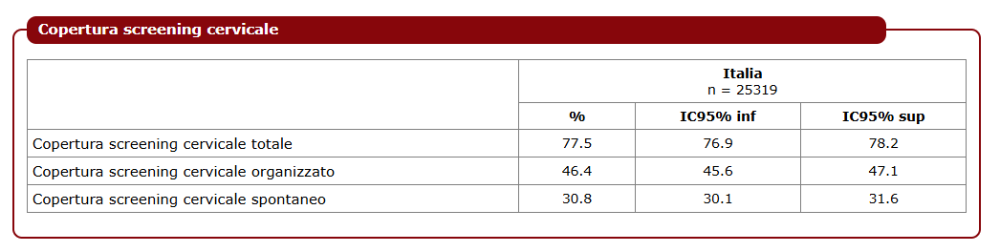 Copertura screening cervicale
Italia
n = 25319
% IC95% inf IC95% sup
Copertura screening cervicale totale 77.5 76.9 78.2
Copertura screening cervicale organizzato 46.4 45.6 47.1
Copertura screening cervicale spontaneo 30.8 30.1 31.6